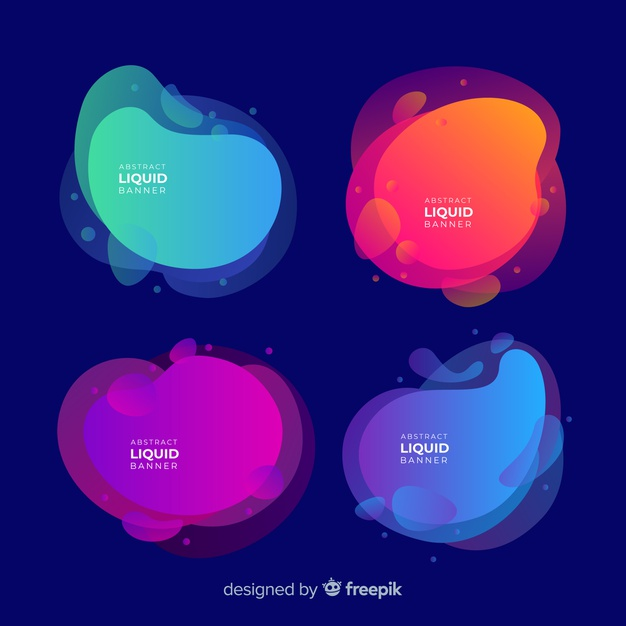 ABSTRACT
LIQUID
BANNER
ABSTRACT
LIQUID
BANNER
ABSTRACT
LIQUID
BANNER
ABSTRACT
LIQUID
BANNER
designed by freepik